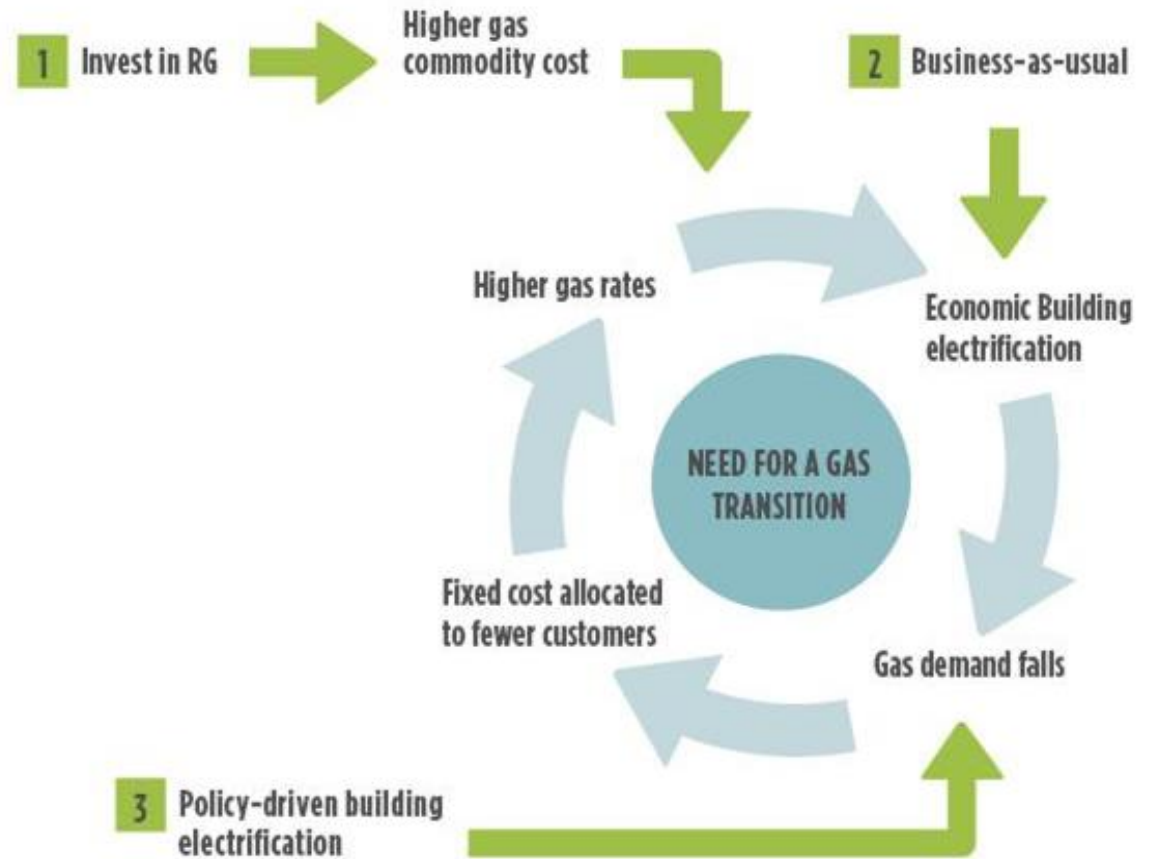 1 Invest in RG
Higher gas
commodity cost
2 Business-as-usual
Higher gas rates
Economic Building
electrification
NEED FOR A GAS
TRANSITION
Fixed cost allocated
to fewer customers
Gas demand falls
3 Policy-driven building
electrification